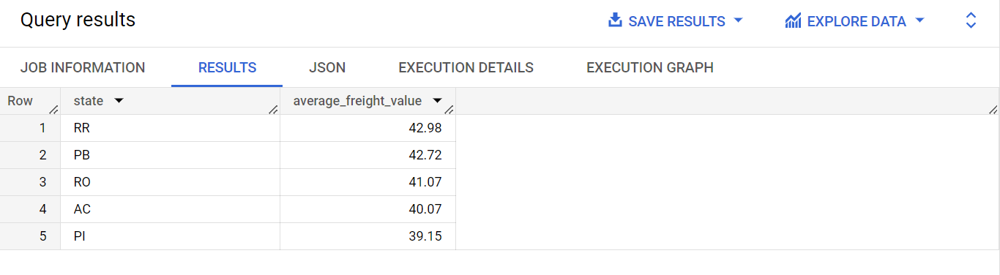 Query results
SAVE RESULTS
EXPLORE DATA
JOB INFORMATION RESULTS JSON EXECUTION DETAILS EXECUTION GRAPH
Row state average_freight_value
1 RR 42.98
2 PB 42.72
3 RO 41.07
4 AC 40.07
5 PI 39.15